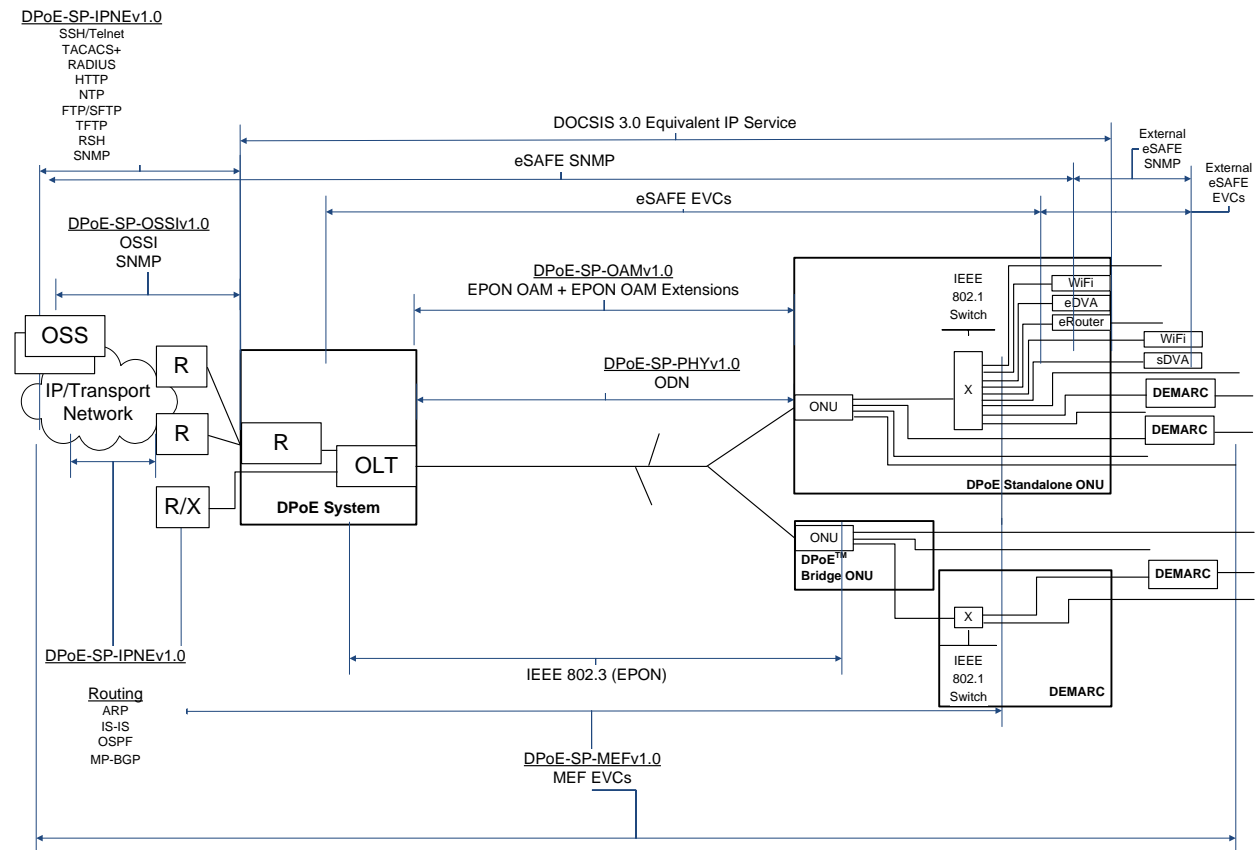 DPoE-SP-IPNEv1.0
SSH/Telnet
TACACS+
RADIUS
HTTP
NTP
FTP/SFTP
TFTP
RSH
SNMP
DOCSIS 3.0 Equivalent IP Service
eSAFE SNMP
External
eSAFE
SNMP
External
eSAFE
EVCs
eSAFE EVCs
DPoE-SP-OSSIv1.0
OSSI
SNMP
DPoE-SP-OAMv1.0
EPON OAM + EPON OAM Extensions
IEEE
802.1
Switch
WiFi
eDVA
eRouter
WiFi
sDVA
OSS
IP/Transport
Network
R
R
R/X
R
OLT
DPoE System
DPoE-SP-PHYv1.0
ODN
X
ONU
DEMARC
DEMARC
DPoE Standalone ONU
ONU
DPoE™
Bridge ONU
DEMARC
X
IEEE
802.1
Switch
DEMARC
DPoE-SP-IPNEv1.0
Routing
ARP
IS-IS
OSPF
MP-BGP
IEEE 802.3 (EPON)
DPoE-SP-MEFv1.0
MEF EVCs